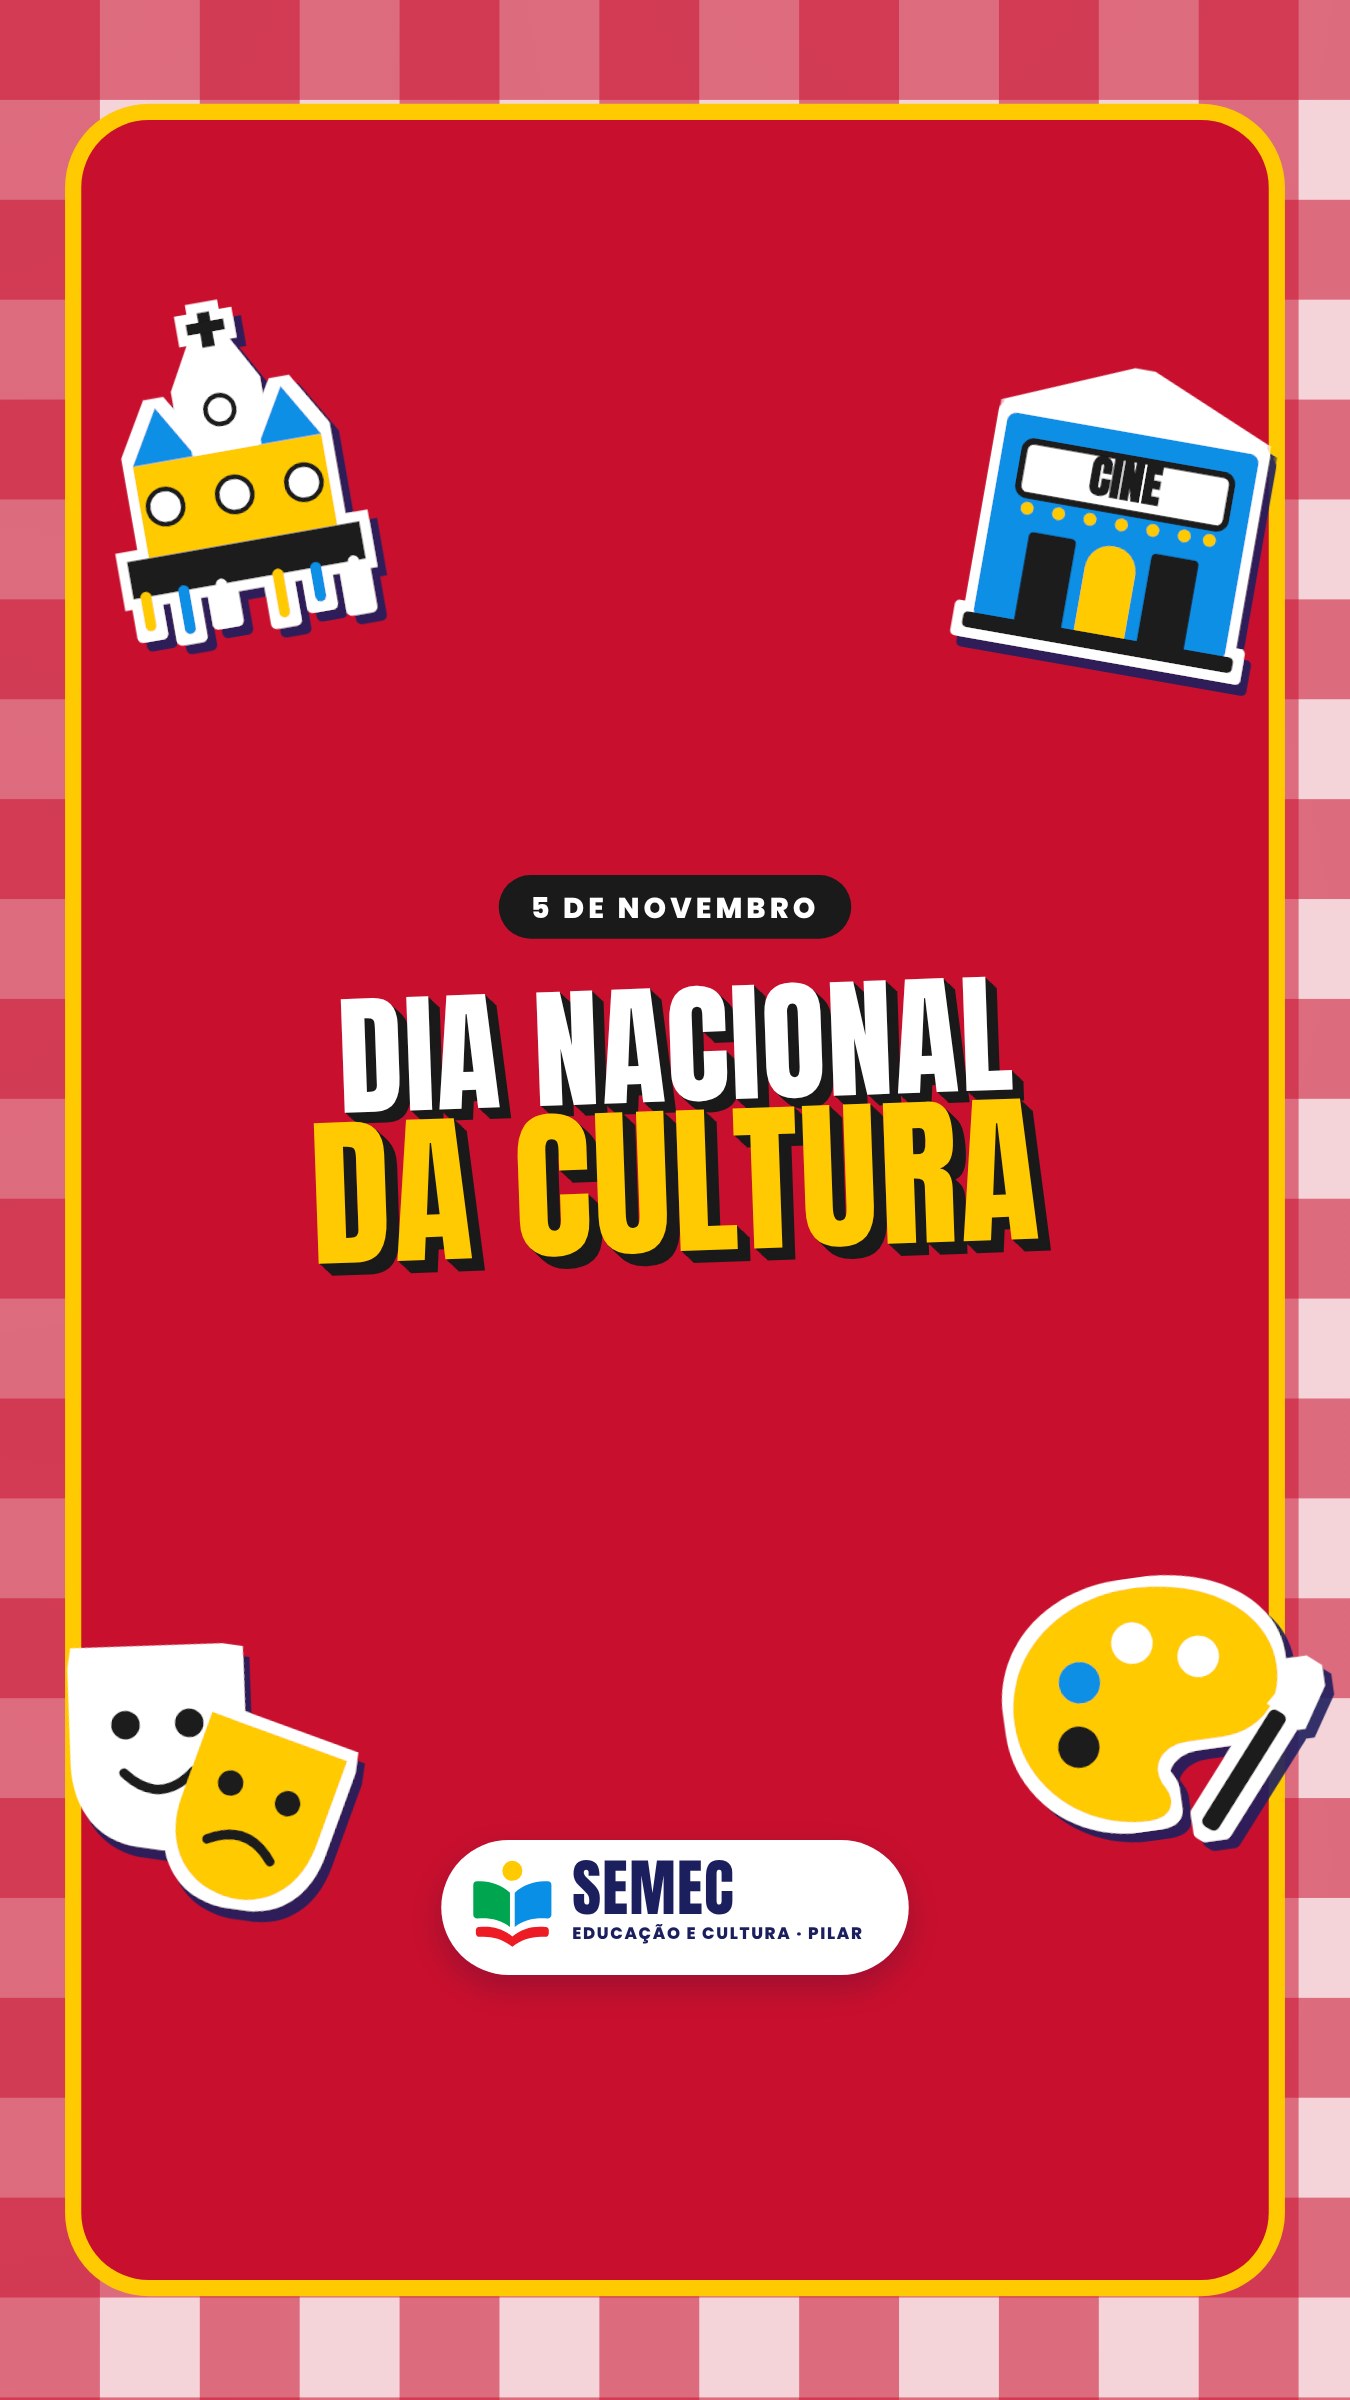 CINE
5 DE NOVEMBRO
DIA NACIONAL
DA CULTURA
SEMEC
EDUCAÇÃO E CULTURA · PILAR